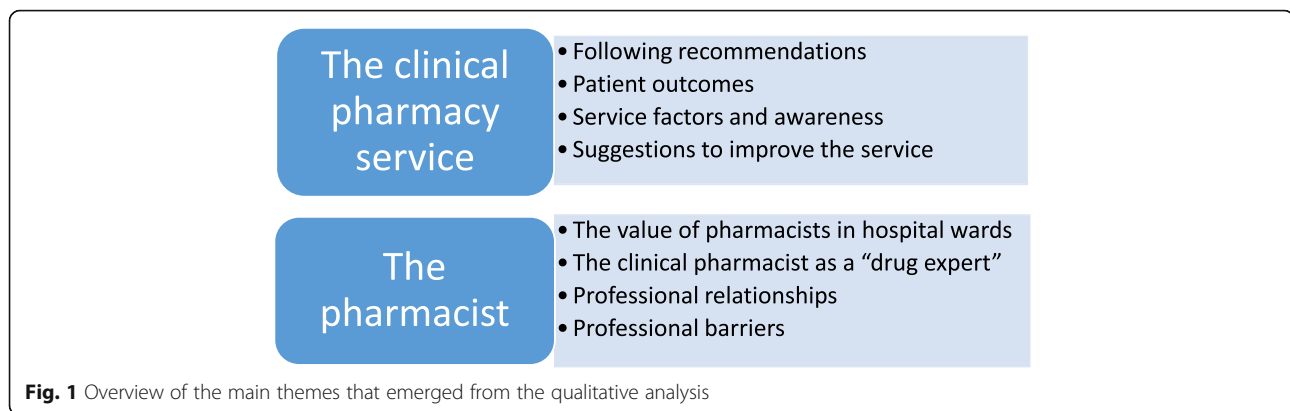 The clinical
pharmacy
service
• Following recommendations
• Patient outcomes
• Service factors and awareness
• Suggestions to improve the service
The
pharmacist
• The value of pharmacists in hospital wards
• The clinical pharmacist as a “drug expert”
• Professional relationships
• Professional barriers
Fig. 1 Overview of the main themes that emerged from the qualitative analysis